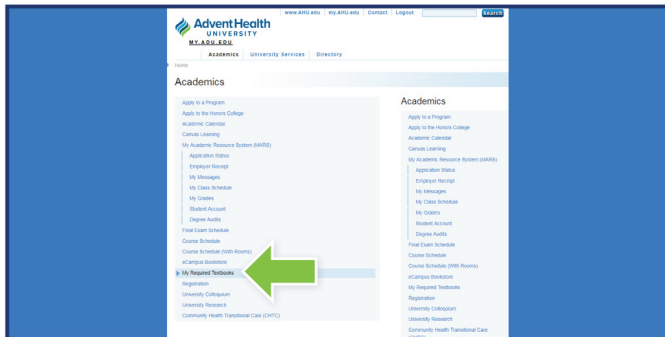 www.AHU.edu my.AHU.edu Contact Logout Search
AdventHealth
UNIVERSITY
MY.ADU.EDU
Academics University Services Directory
Home
Academics
Apply to a Program
Apply to the Honors College
Academic Calendar
Canvas Learning
My Academic Resource System (MARS)
Application Status
Employer Receipt
My Messages
My Class Schedule
My Grades
Student Account
Degree Audits
Final Exam Schedule
Course Schedule
Course Schedule (With Rooms)
eCampus Bookstore
My Required Textbooks
Registration
University Colloquium
University Research
Community Health Transitional Care (CHTC)
Academics
Apply to a Program
Apply to the Honors College
Academic Calendar
Canvas Learning
My Academic Resource System (MARS)
Application Status
Employer Receipt
My Messages
My Class Schedule
My Grades
Student Account
Degree Audits
Final Exam Schedule
Course Schedule
Course Schedule (With Rooms)
eCampus Bookstore
My Required Textbooks
Registration
University Colloquium
University Research
Community Health Transitional Care